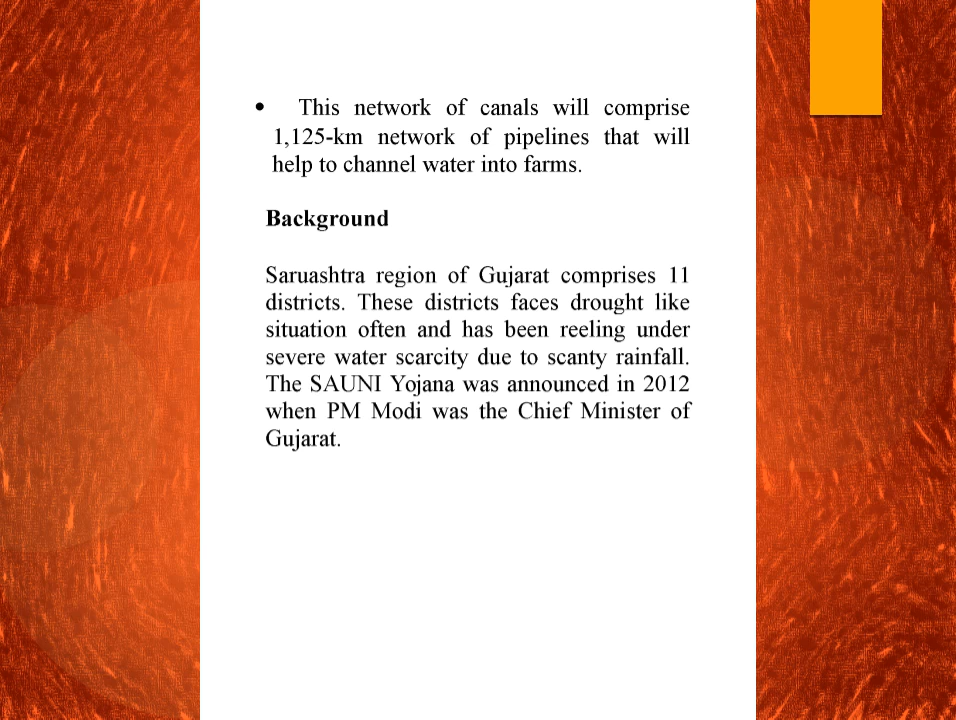 • This network of canals will comprise
1,125-km network of pipelines that will
help to channel water into farms.
Background
Saruashtra region of Gujarat comprises 11
districts. These districts faces drought like
situation often and has been reeling under
severe water scarcity due to scanty rainfall.
The SAUNI Yojana was announced in 2012
when PM Modi was the Chief Minister of
Gujarat.